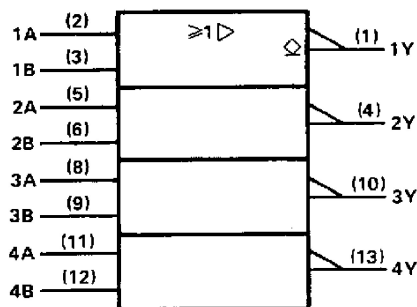 1A (2) ≥1▷ (1) 1Y
1B (3)
2A (5) (4) 2Y
2B (6)
3A (8) (10) 3Y
3B (9)
4A (11) (13) 4Y
4B (12)